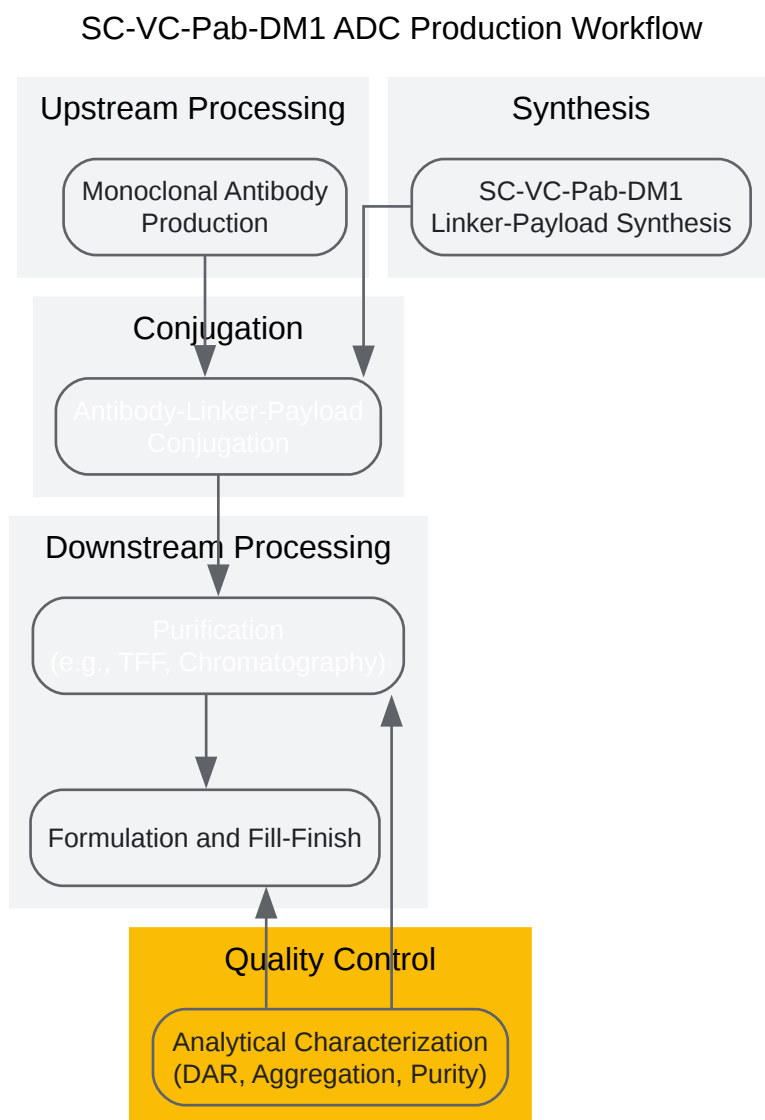 SC-VC-Pab-DM1 ADC Production Workflow
Upstream Processing
Synthesis
Monoclonal Antibody
Production
SC-VC-Pab-DM1
Linker-Payload Synthesis
Conjugation
Antibody-Linker-Payload
Conjugation
Downstream Processing
Purification
(e.g., TFF, Chromatography)
Formulation and Fill-Finish
Quality Control
Analytical Characterization
(DAR, Aggregation, Purity)